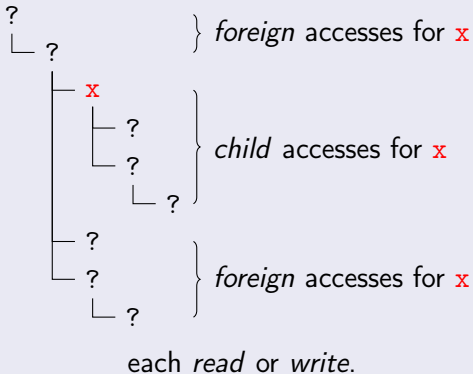 ?
? foreign accesses for x
x
?
? child accesses for x
?
?
? foreign accesses for x
?
each read or write.